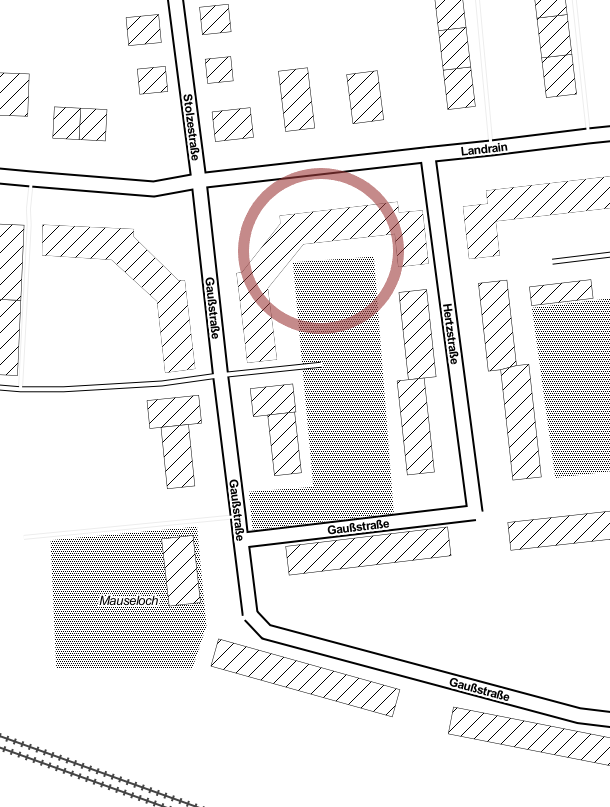 Stolzestraße
Landrain
Gaußstraße
Hertzstraße
Gaußstraße
Gaußstraße
Mauseloch
Gaußstraße